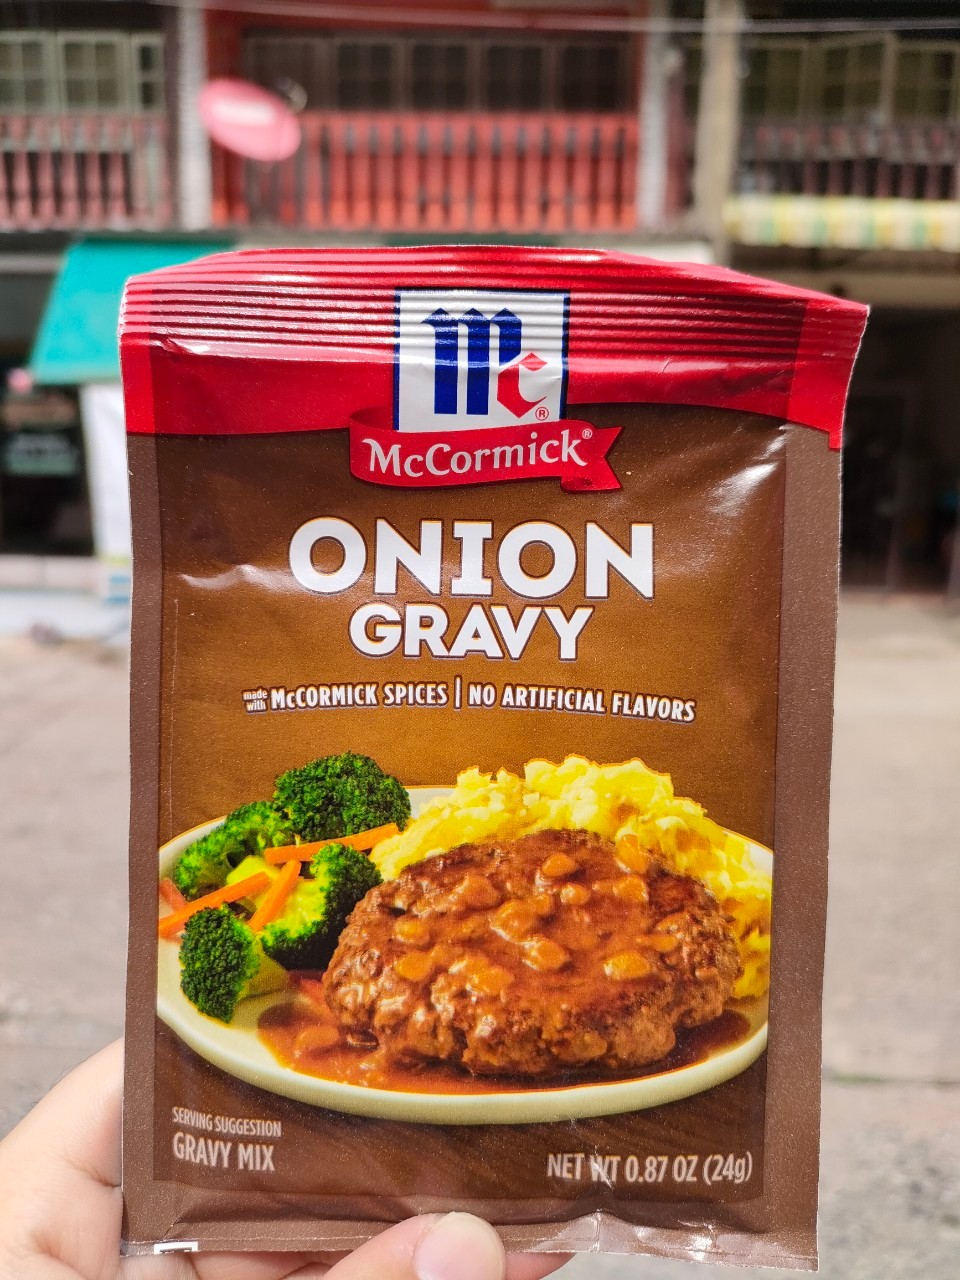 Mc®
McCormick®
ONION
GRAVY
made with McCORMICK SPICES | NO ARTIFICIAL FLAVORS
SERVING SUGGESTION
GRAVY MIX
NET WT 0.87 OZ (24g)